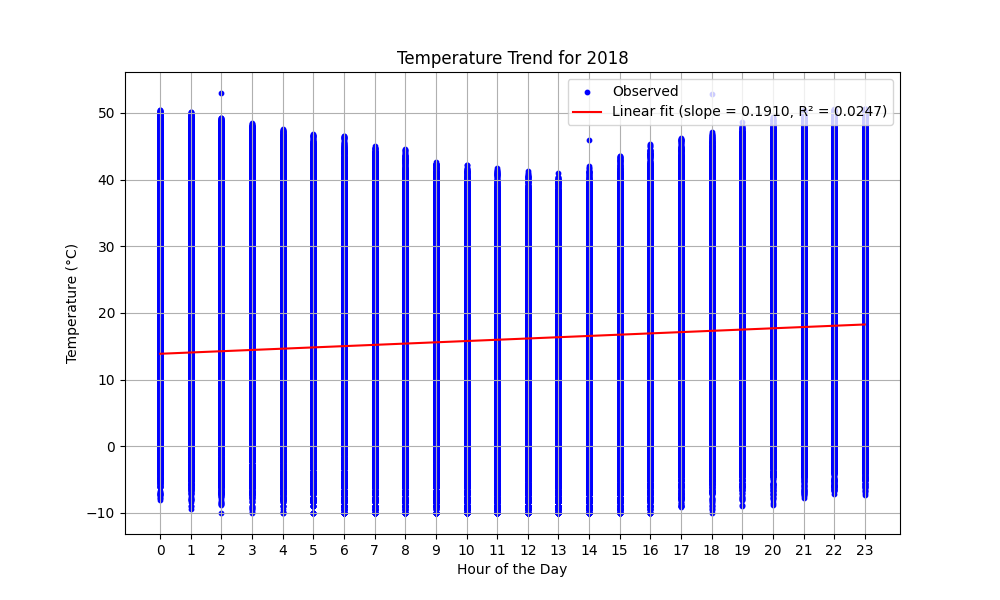 Temperature Trend for 2018
Observed
Linear fit (slope = 0.1910, R² = 0.0247)
Temperature (°C)
50
40
30
20
10
0
−10
0 1 2 3 4 5 6 7 8 9 10 11 12 13 14 15 16 17 18 19 20 21 22 23
Hour of the Day